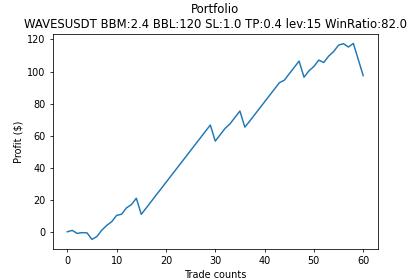 Portfolio
WAVESUSDT BBM:2.4 BBL:120 SL:1.0 TP:0.4 lev:15 WinRatio:82.0
120
100
80
60
40
20
0
Profit ($)
0 10 20 30 40 50 60
Trade counts